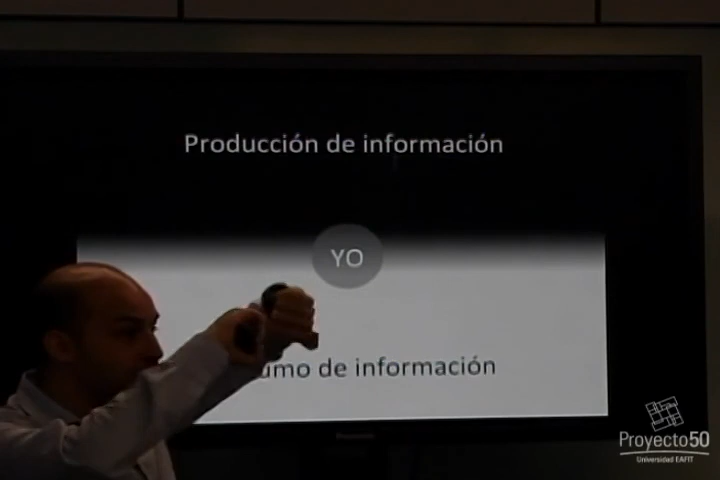 Producción de información
YO
umo de información
Proyecto50
Universidad EAFIT